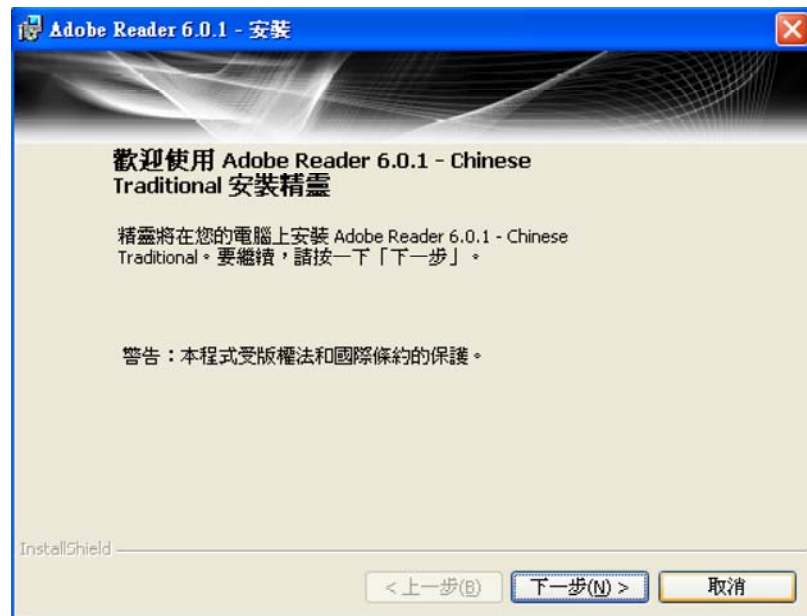 Adobe Reader 6.0.1 - 安裝
歡迎使用 Adobe Reader 6.0.1 - Chinese
Traditional 安裝精靈
精靈將在您的電腦上安裝 Adobe Reader 6.0.1 - Chinese
Traditional。要繼續，請按一下「下一步」。
警告：本程式受版權法和國際條約的保護。
InstallShield
< 上一步(B) 下一步(N) > 取消